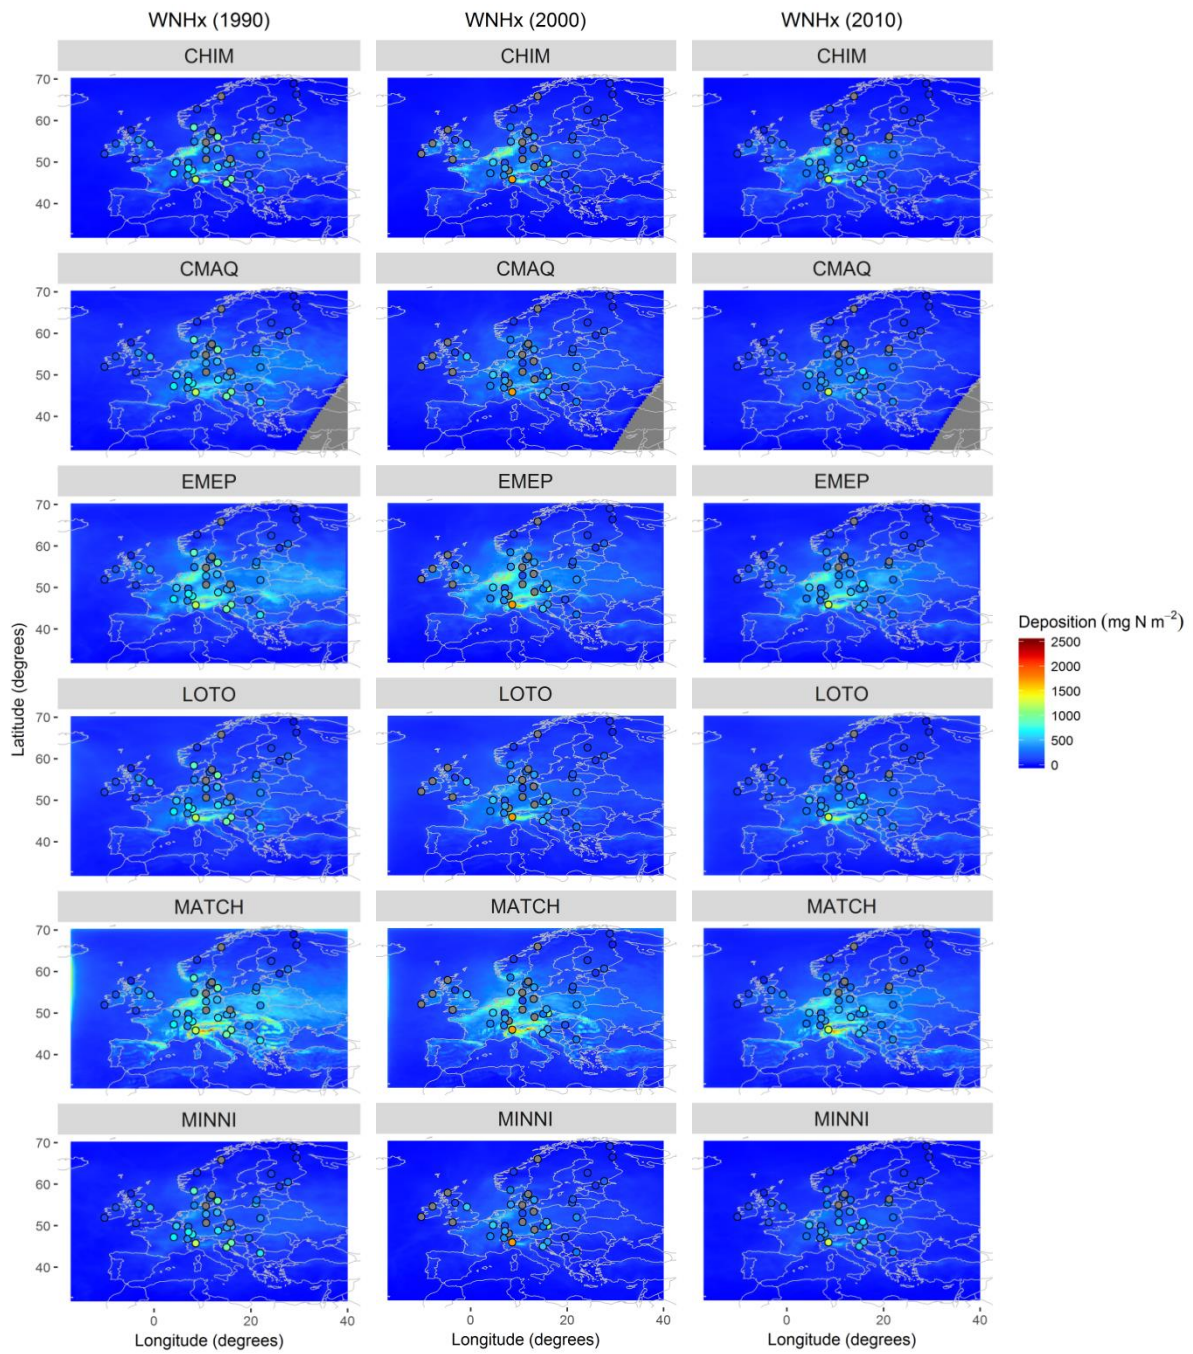 WNHx (1990) WNHx (2000) WNHx (2010)
CHIM CHIM CHIM
70
60
50
40
CMAQ CMAQ CMAQ
70
60
50
40
EMEP EMEP EMEP
70
60
50
40
Latitude (degrees)
Deposition (mg N m⁻²)
2500
2000
1500
1000
500
0
LOTO LOTO LOTO
70
60
50
40
MATCH MATCH MATCH
70
60
50
40
MINNI MINNI MINNI
70
60
50
40
0 20 40 0 20 40 0 20 40
Longitude (degrees) Longitude (degrees) Longitude (degrees)